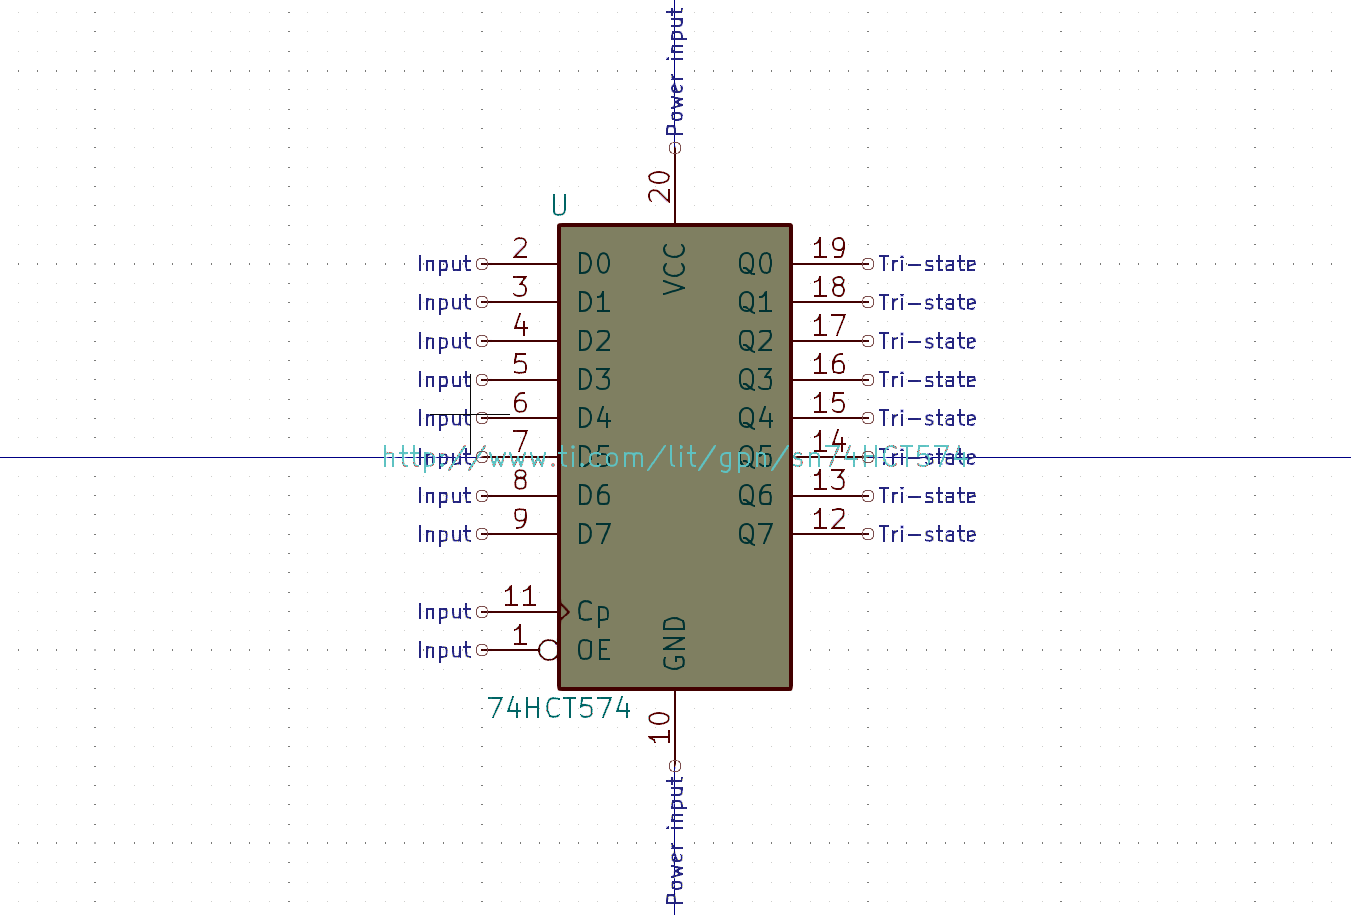 Power input
20
U
VCC
Input 2 D0 Q0 19 Tri-state
Input 3 D1 Q1 18 Tri-state
Input 4 D2 Q2 17 Tri-state
Input 5 D3 Q3 16 Tri-state
Input 6 D4 Q4 15 Tri-state
Input 7 D5 Q5 14 Tri-state
http://www.ti.com/lit/gpn/sn74HCT574
Input 8 D6 Q6 13 Tri-state
Input 9 D7 Q7 12 Tri-state
Input 11 Cp
Input 1 OE
GND
74HCT574
10
Power input